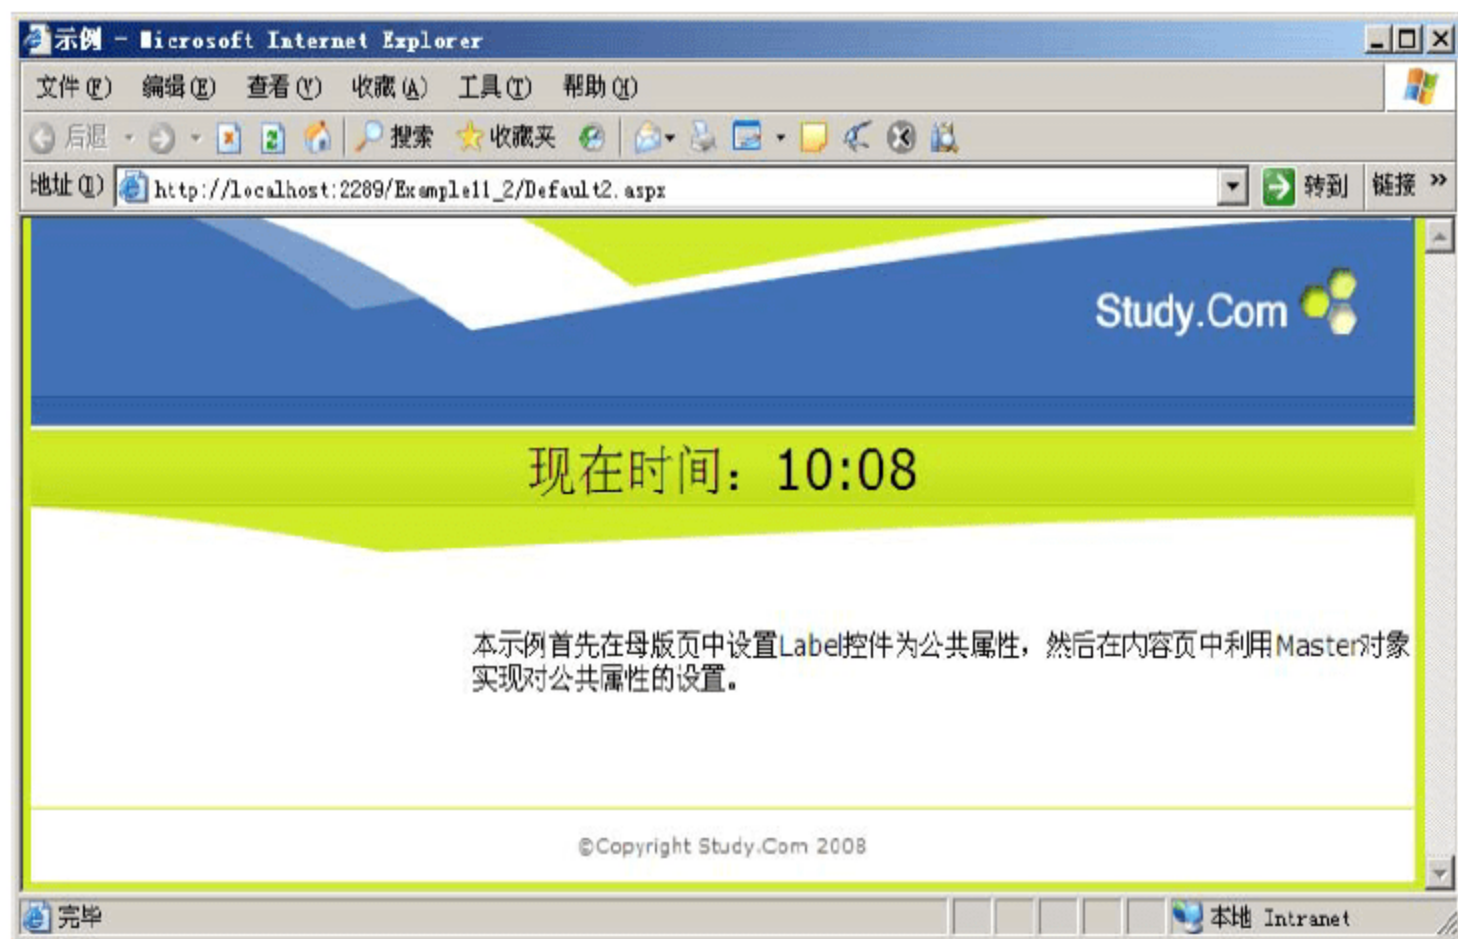 示例 - Microsoft Internet Explorer
文件(F) 编辑(E) 查看(V) 收藏(A) 工具(T) 帮助(H)
后退 搜索 收藏夹
地址(D) http://localhost:2289/Example11_2/Default2.aspx 转到 链接 »
Study.Com
现在时间：10:08
本示例首先在母版页中设置Label控件为公共属性，然后在内容页中利用Master对象
实现对公共属性的设置。
©Copyright Study.Com 2008
完毕 本地 Intranet